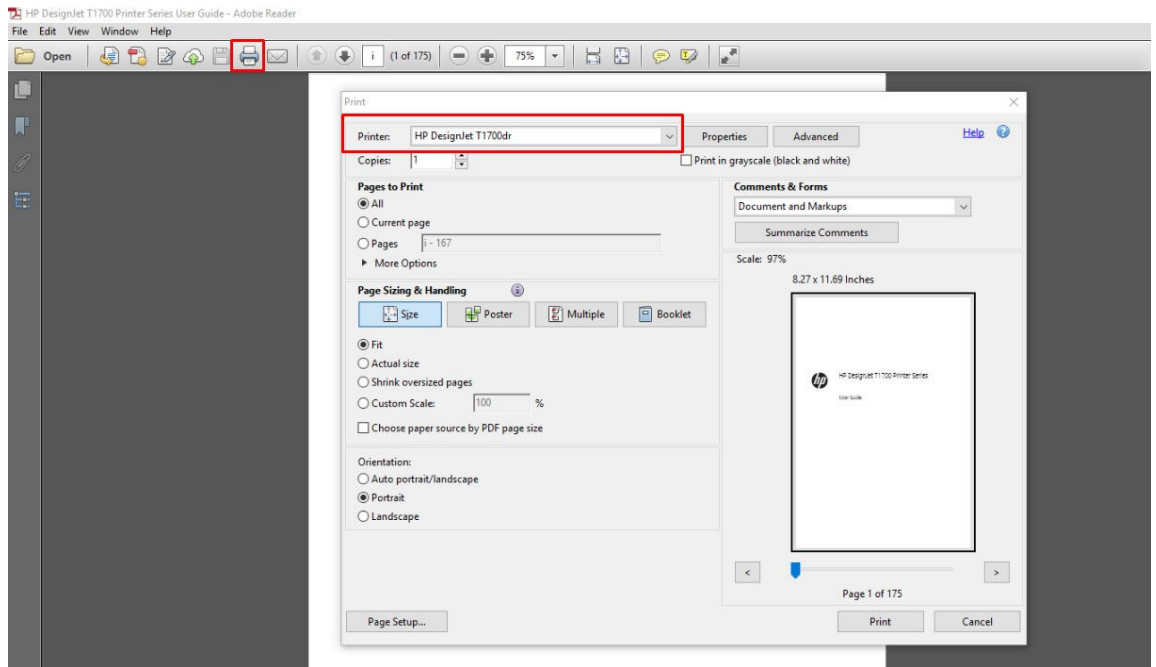 HP DesignJet T1700 Printer Series User Guide - Adobe Reader
File Edit View Window Help
Open i (1 of 175) 75%
Print
Printer: HP DesignJet T1700dr Properties Advanced Help
Copies: 1 Print in grayscale (black and white)
Pages to Print
All
Current page
Pages i - 167
More Options
Page Sizing & Handling
Size Poster Multiple Booklet
Fit
Actual size
Shrink oversized pages
Custom Scale: 100 %
Choose paper source by PDF page size
Orientation:
Auto portrait/landscape
Portrait
Landscape
Comments & Forms
Document and Markups
Summarize Comments
Scale: 97%
8.27 x 11.69 Inches
hp HP DesignJet T1700 Printer Series
User Guide
< >
Page 1 of 175
Page Setup... Print Cancel